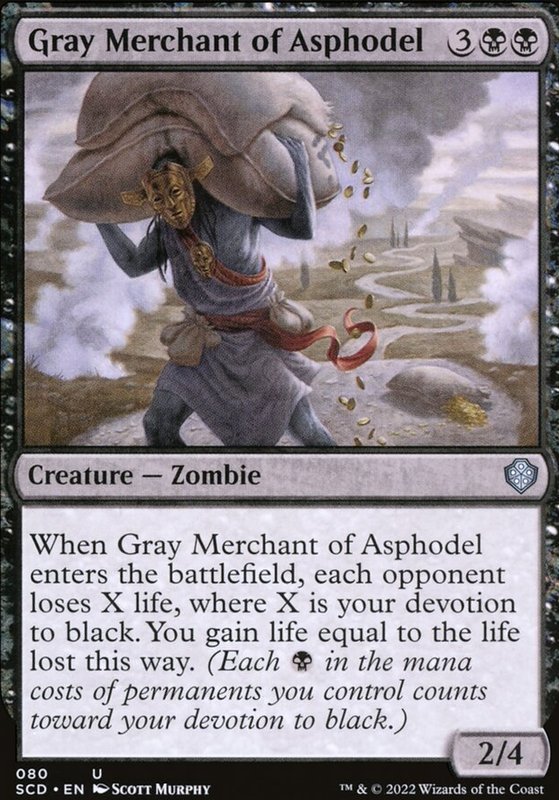 Gray Merchant of Asphodel 3
Creature — Zombie
When Gray Merchant of Asphodel
enters the battlefield, each opponent
loses X life, where X is your devotion
to black. You gain life equal to the life
lost this way. (Each in the mana
costs of permanents you control counts
toward your devotion to black.)
2/4
080 U
SCD • EN Scott Murphy
™ & © 2022 Wizards of the Coast